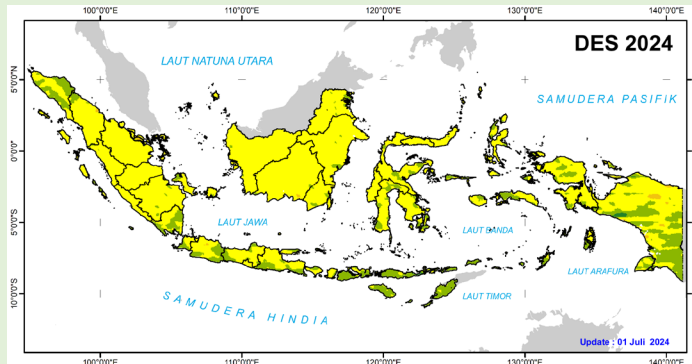 100°0'0"E 110°0'0"E 120°0'0"E 130°0'0"E 140°0'0"E
DES 2024
LAUT NATUNA UTARA
5°0'0"N
SAMUDERA PASIFIK
0°0'0"
LAUT JAWA
LAUT BANDA
5°0'0"S
LAUT ARAFURA
10°0'0"S
SAMUDERA HINDIA
LAUT TIMOR
Update : 01 Juli 2024
100°0'0"E 110°0'0"E 120°0'0"E 130°0'0"E 140°0'0"E